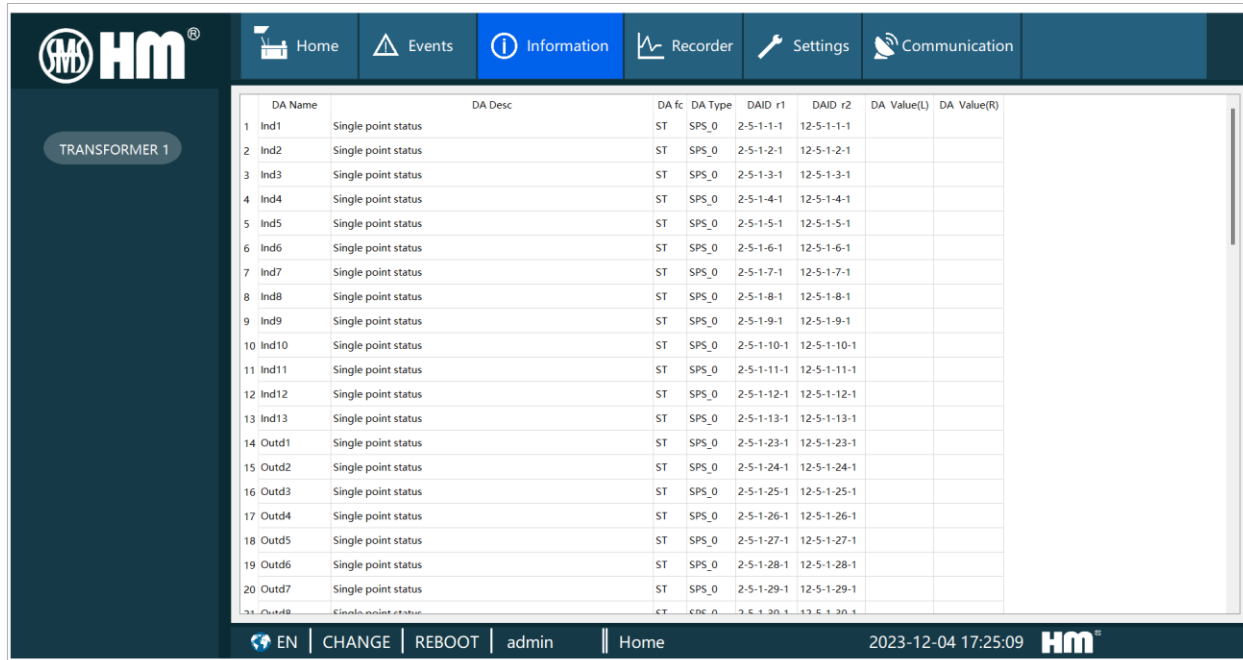 SMS HM®
Home Events Information Recorder Settings Communication
TRANSFORMER 1
DA Name DA Desc DA fc DA Type DAID r1 DAID r2 DA Value(L) DA Value(R)
1 Ind1 Single point status ST SPS_0 2-5-1-1-1 12-5-1-1-1
2 Ind2 Single point status ST SPS_0 2-5-1-2-1 12-5-1-2-1
3 Ind3 Single point status ST SPS_0 2-5-1-3-1 12-5-1-3-1
4 Ind4 Single point status ST SPS_0 2-5-1-4-1 12-5-1-4-1
5 Ind5 Single point status ST SPS_0 2-5-1-5-1 12-5-1-5-1
6 Ind6 Single point status ST SPS_0 2-5-1-6-1 12-5-1-6-1
7 Ind7 Single point status ST SPS_0 2-5-1-7-1 12-5-1-7-1
8 Ind8 Single point status ST SPS_0 2-5-1-8-1 12-5-1-8-1
9 Ind9 Single point status ST SPS_0 2-5-1-9-1 12-5-1-9-1
10 Ind10 Single point status ST SPS_0 2-5-1-10-1 12-5-1-10-1
11 Ind11 Single point status ST SPS_0 2-5-1-11-1 12-5-1-11-1
12 Ind12 Single point status ST SPS_0 2-5-1-12-1 12-5-1-12-1
13 Ind13 Single point status ST SPS_0 2-5-1-13-1 12-5-1-13-1
14 Outd1 Single point status ST SPS_0 2-5-1-23-1 12-5-1-23-1
15 Outd2 Single point status ST SPS_0 2-5-1-24-1 12-5-1-24-1
16 Outd3 Single point status ST SPS_0 2-5-1-25-1 12-5-1-25-1
17 Outd4 Single point status ST SPS_0 2-5-1-26-1 12-5-1-26-1
18 Outd5 Single point status ST SPS_0 2-5-1-27-1 12-5-1-27-1
19 Outd6 Single point status ST SPS_0 2-5-1-28-1 12-5-1-28-1
20 Outd7 Single point status ST SPS_0 2-5-1-29-1 12-5-1-29-1
21 Outd8 Single point status ST SPS_0 2-5-1-30-1 12-5-1-30-1
EN CHANGE REBOOT admin Home 2023-12-04 17:25:09 HM®